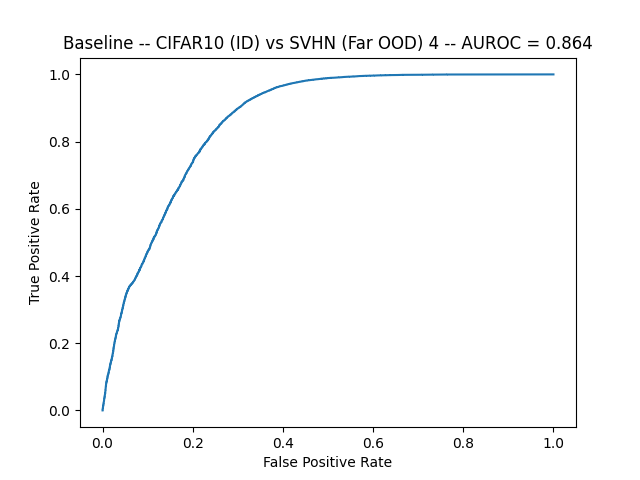 Baseline -- CIFAR10 (ID) vs SVHN (Far OOD) 4 -- AUROC = 0.864
1.0
0.8
0.6
0.4
0.2
0.0
True Positive Rate
0.0 0.2 0.4 0.6 0.8 1.0
False Positive Rate